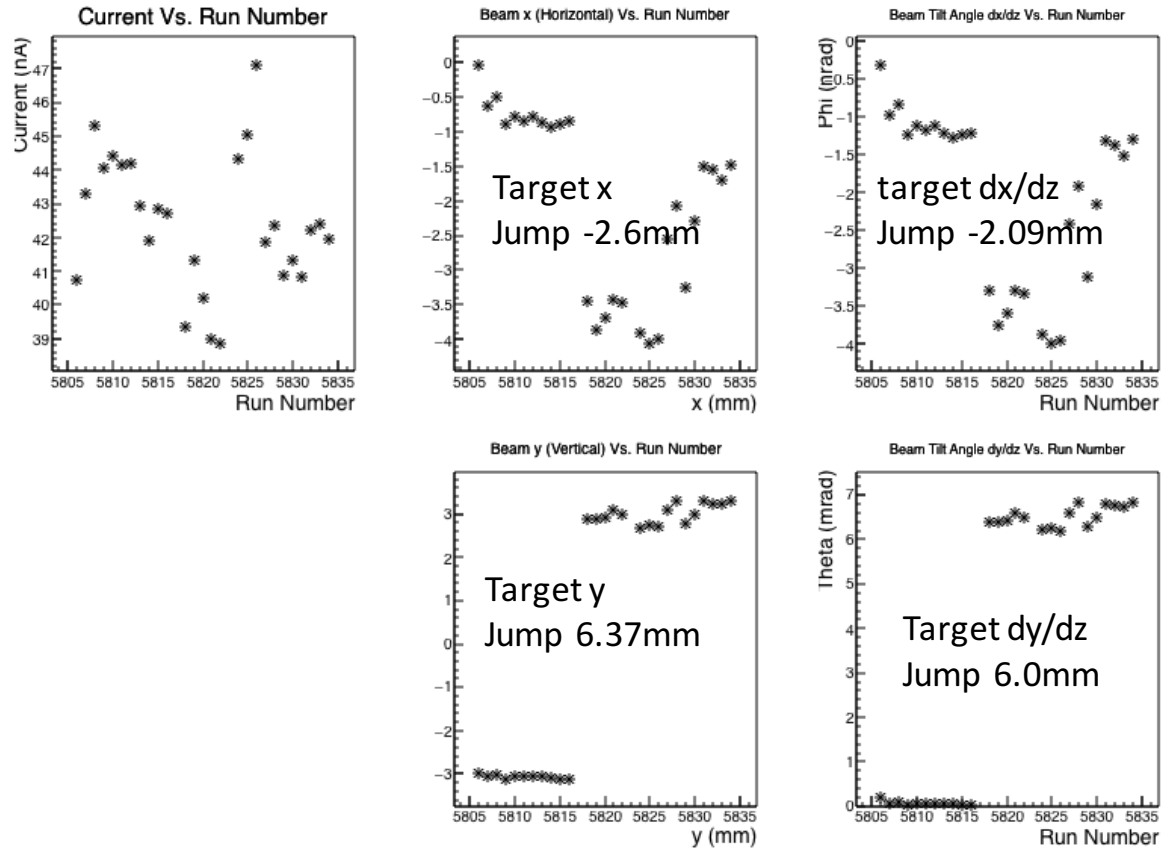 Current Vs. Run Number
Current (nA)
47
46
45
44
43
42
41
40
39
5805 5810 5815 5820 5825 5830 5835
Run Number
Beam x (Horizontal) Vs. Run Number
0
−0.5
−1
−1.5
−2
−2.5
−3
−3.5
−4
Target x
Jump -2.6mm
5805 5810 5815 5820 5825 5830 5835
x (mm)
Beam Tilt Angle dx/dz Vs. Run Number
Phi (mrad)
0
−0.5
−1
−1.5
−2
−2.5
−3
−3.5
−4
target dx/dz
Jump -2.09mm
5805 5810 5815 5820 5825 5830 5835
Run Number
Beam y (Vertical) Vs. Run Number
3
2
1
0
−1
−2
−3
Target y
Jump 6.37mm
5805 5810 5815 5820 5825 5830 5835
y (mm)
Beam Tilt Angle dy/dz Vs. Run Number
Theta (mrad)
7
6
5
4
3
2
1
0
Target dy/dz
Jump 6.0mm
5805 5810 5815 5820 5825 5830 5835
Run Number